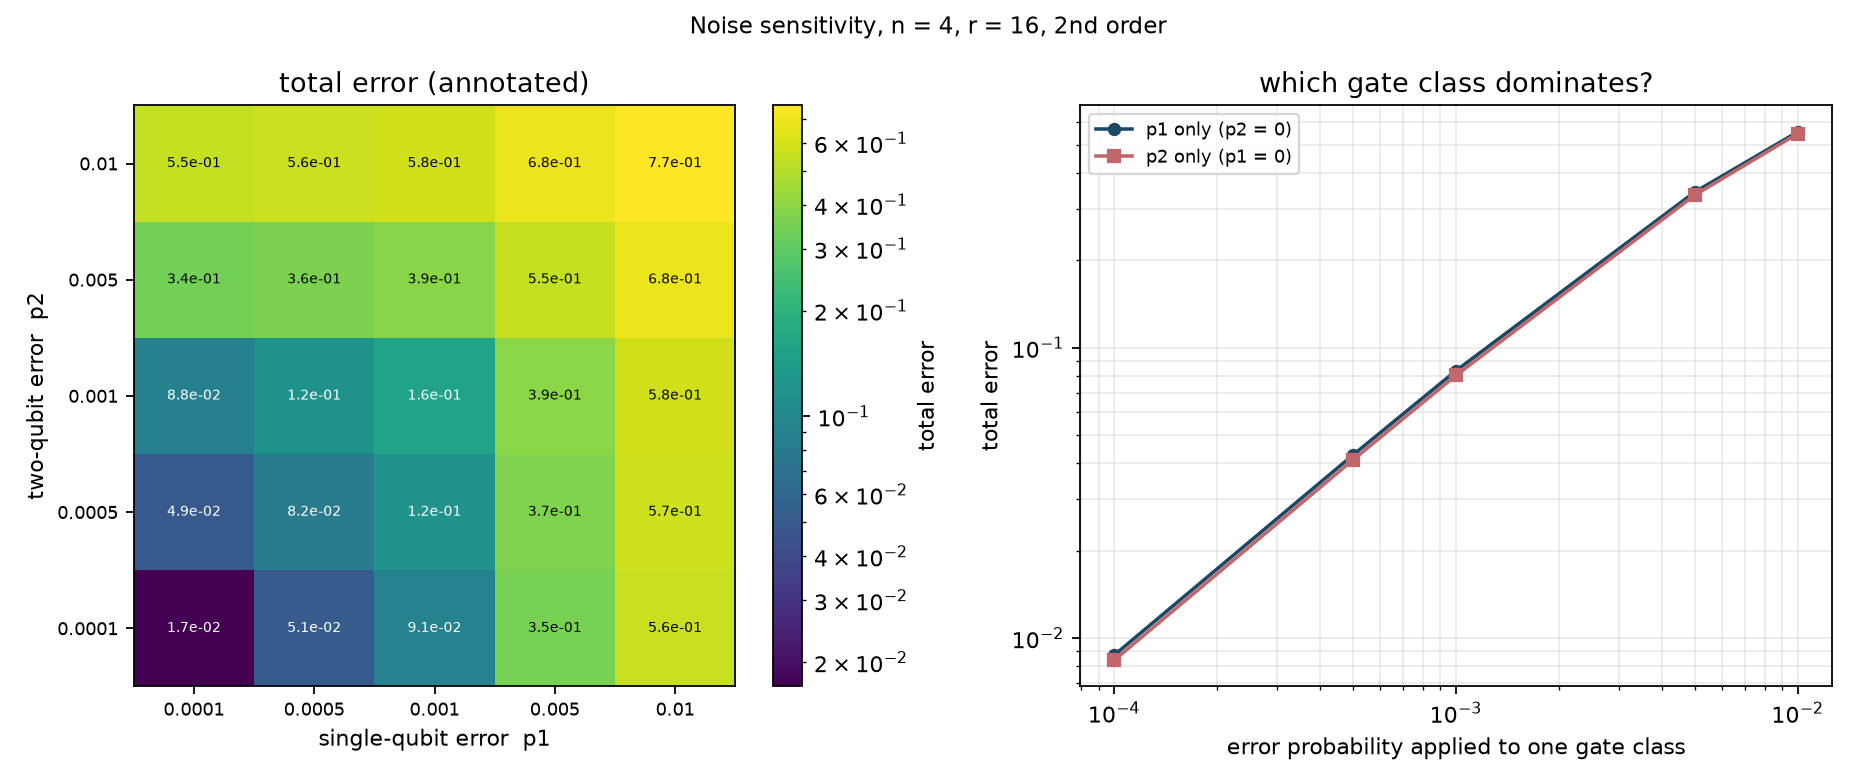 Noise sensitivity, n = 4, r = 16, 2nd order
total error (annotated)
two-qubit error p2
0.01
0.005
0.001
0.0005
0.0001
5.5e-01 5.6e-01 5.8e-01 6.8e-01 7.7e-01
3.4e-01 3.6e-01 3.9e-01 5.5e-01 6.8e-01
8.8e-02 1.2e-01 1.6e-01 3.9e-01 5.8e-01
4.9e-02 8.2e-02 1.2e-01 3.7e-01 5.7e-01
1.7e-02 5.1e-02 9.1e-02 3.5e-01 5.6e-01
0.0001 0.0005 0.001 0.005 0.01
single-qubit error p1
6 × 10⁻¹
4 × 10⁻¹
3 × 10⁻¹
2 × 10⁻¹
10⁻¹
6 × 10⁻²
4 × 10⁻²
3 × 10⁻²
2 × 10⁻²
total error
which gate class dominates?
p1 only (p2 = 0)
p2 only (p1 = 0)
total error
10⁻¹
10⁻²
10⁻⁴ 10⁻³ 10⁻²
error probability applied to one gate class